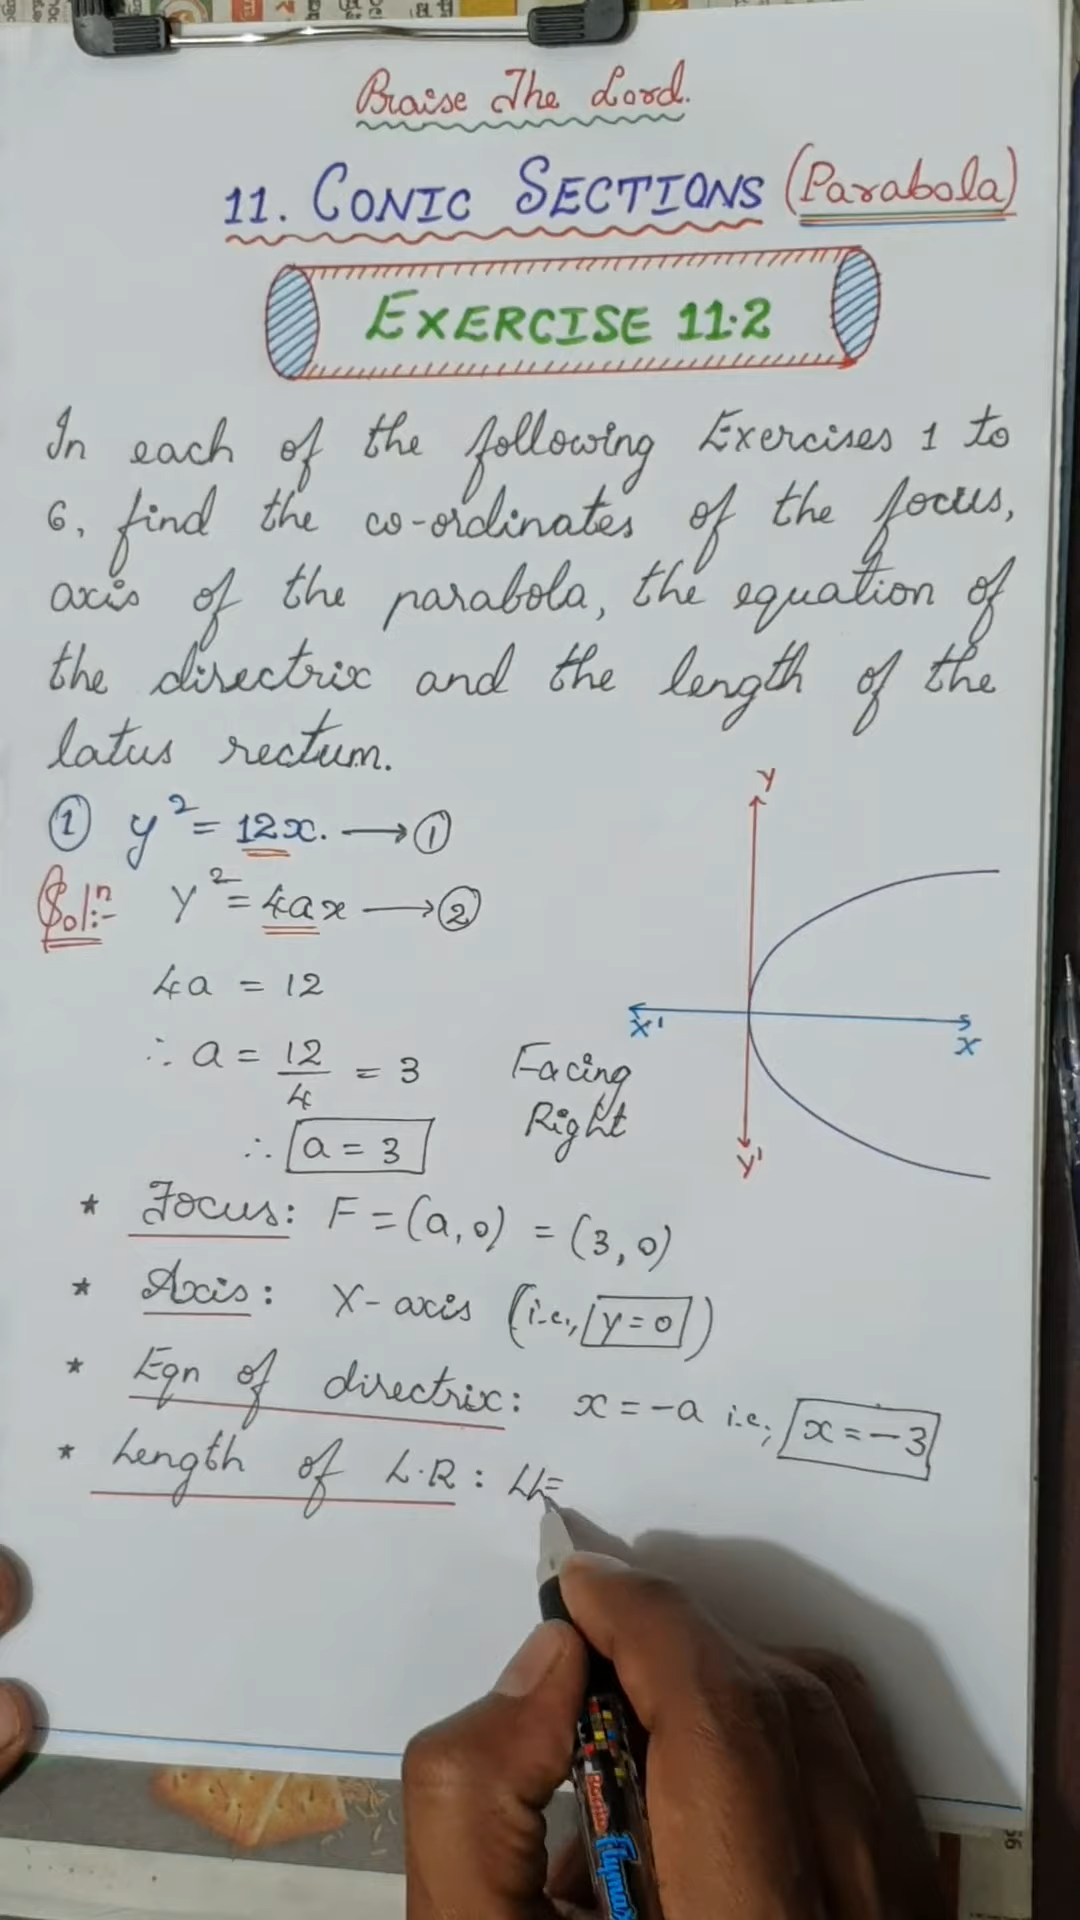 Praise The Lord.
11. CONIC SECTIONS (Parabola)
EXERCISE 11.2
In each of the following Exercises 1 to
6, find the co-ordinates of the focus,
axis of the parabola, the equation of
the directrix and the length of the
latus rectum.
① y² = 12x. ⟶ ①
Solⁿ:- Y² = 4ax ⟶ ②
4a = 12
∴ a = 12/4 = 3
∴ a = 3
Facing
Right
Y
X'
X
Y'
* Focus: F = (a, 0) = (3, 0)
* Axis: X-axis (i.e., y = 0)
* Eqn of directrix: x = -a i.e., x = -3
* Length of L.R: LL=
Flymax